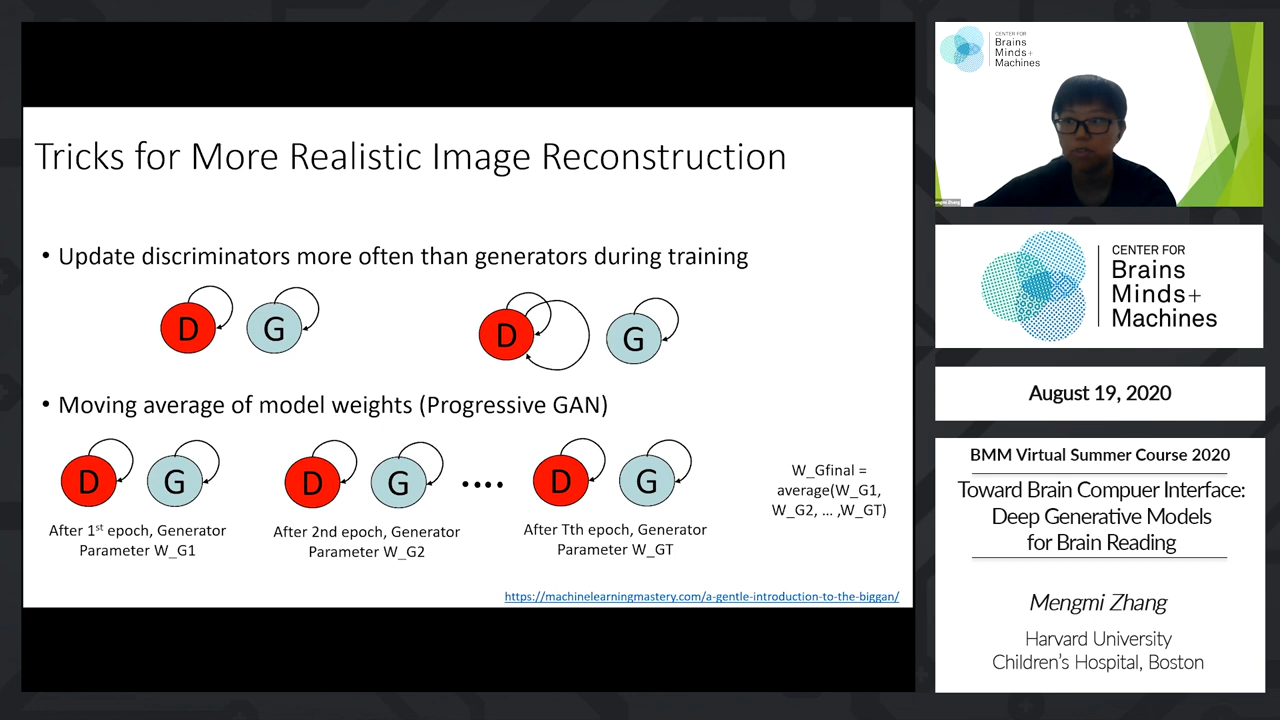 Tricks for More Realistic Image Reconstruction
• Update discriminators more often than generators during training
D G D G
• Moving average of model weights (Progressive GAN)
D G D G .... D G
After 1st epoch, Generator
Parameter W_G1
After 2nd epoch, Generator
Parameter W_G2
After Tth epoch, Generator
Parameter W_GT
W_Gfinal =
average(W_G1,
W_G2, ... ,W_GT)
https://machinelearningmastery.com/a-gentle-introduction-to-the-biggan/
CENTER FOR
Brains
Minds+
Machines
CENTER FOR
Brains
Minds+
Machines
August 19, 2020
BMM Virtual Summer Course 2020
Toward Brain Compuer Interface:
Deep Generative Models
for Brain Reading
Mengmi Zhang
Harvard University
Children's Hospital, Boston